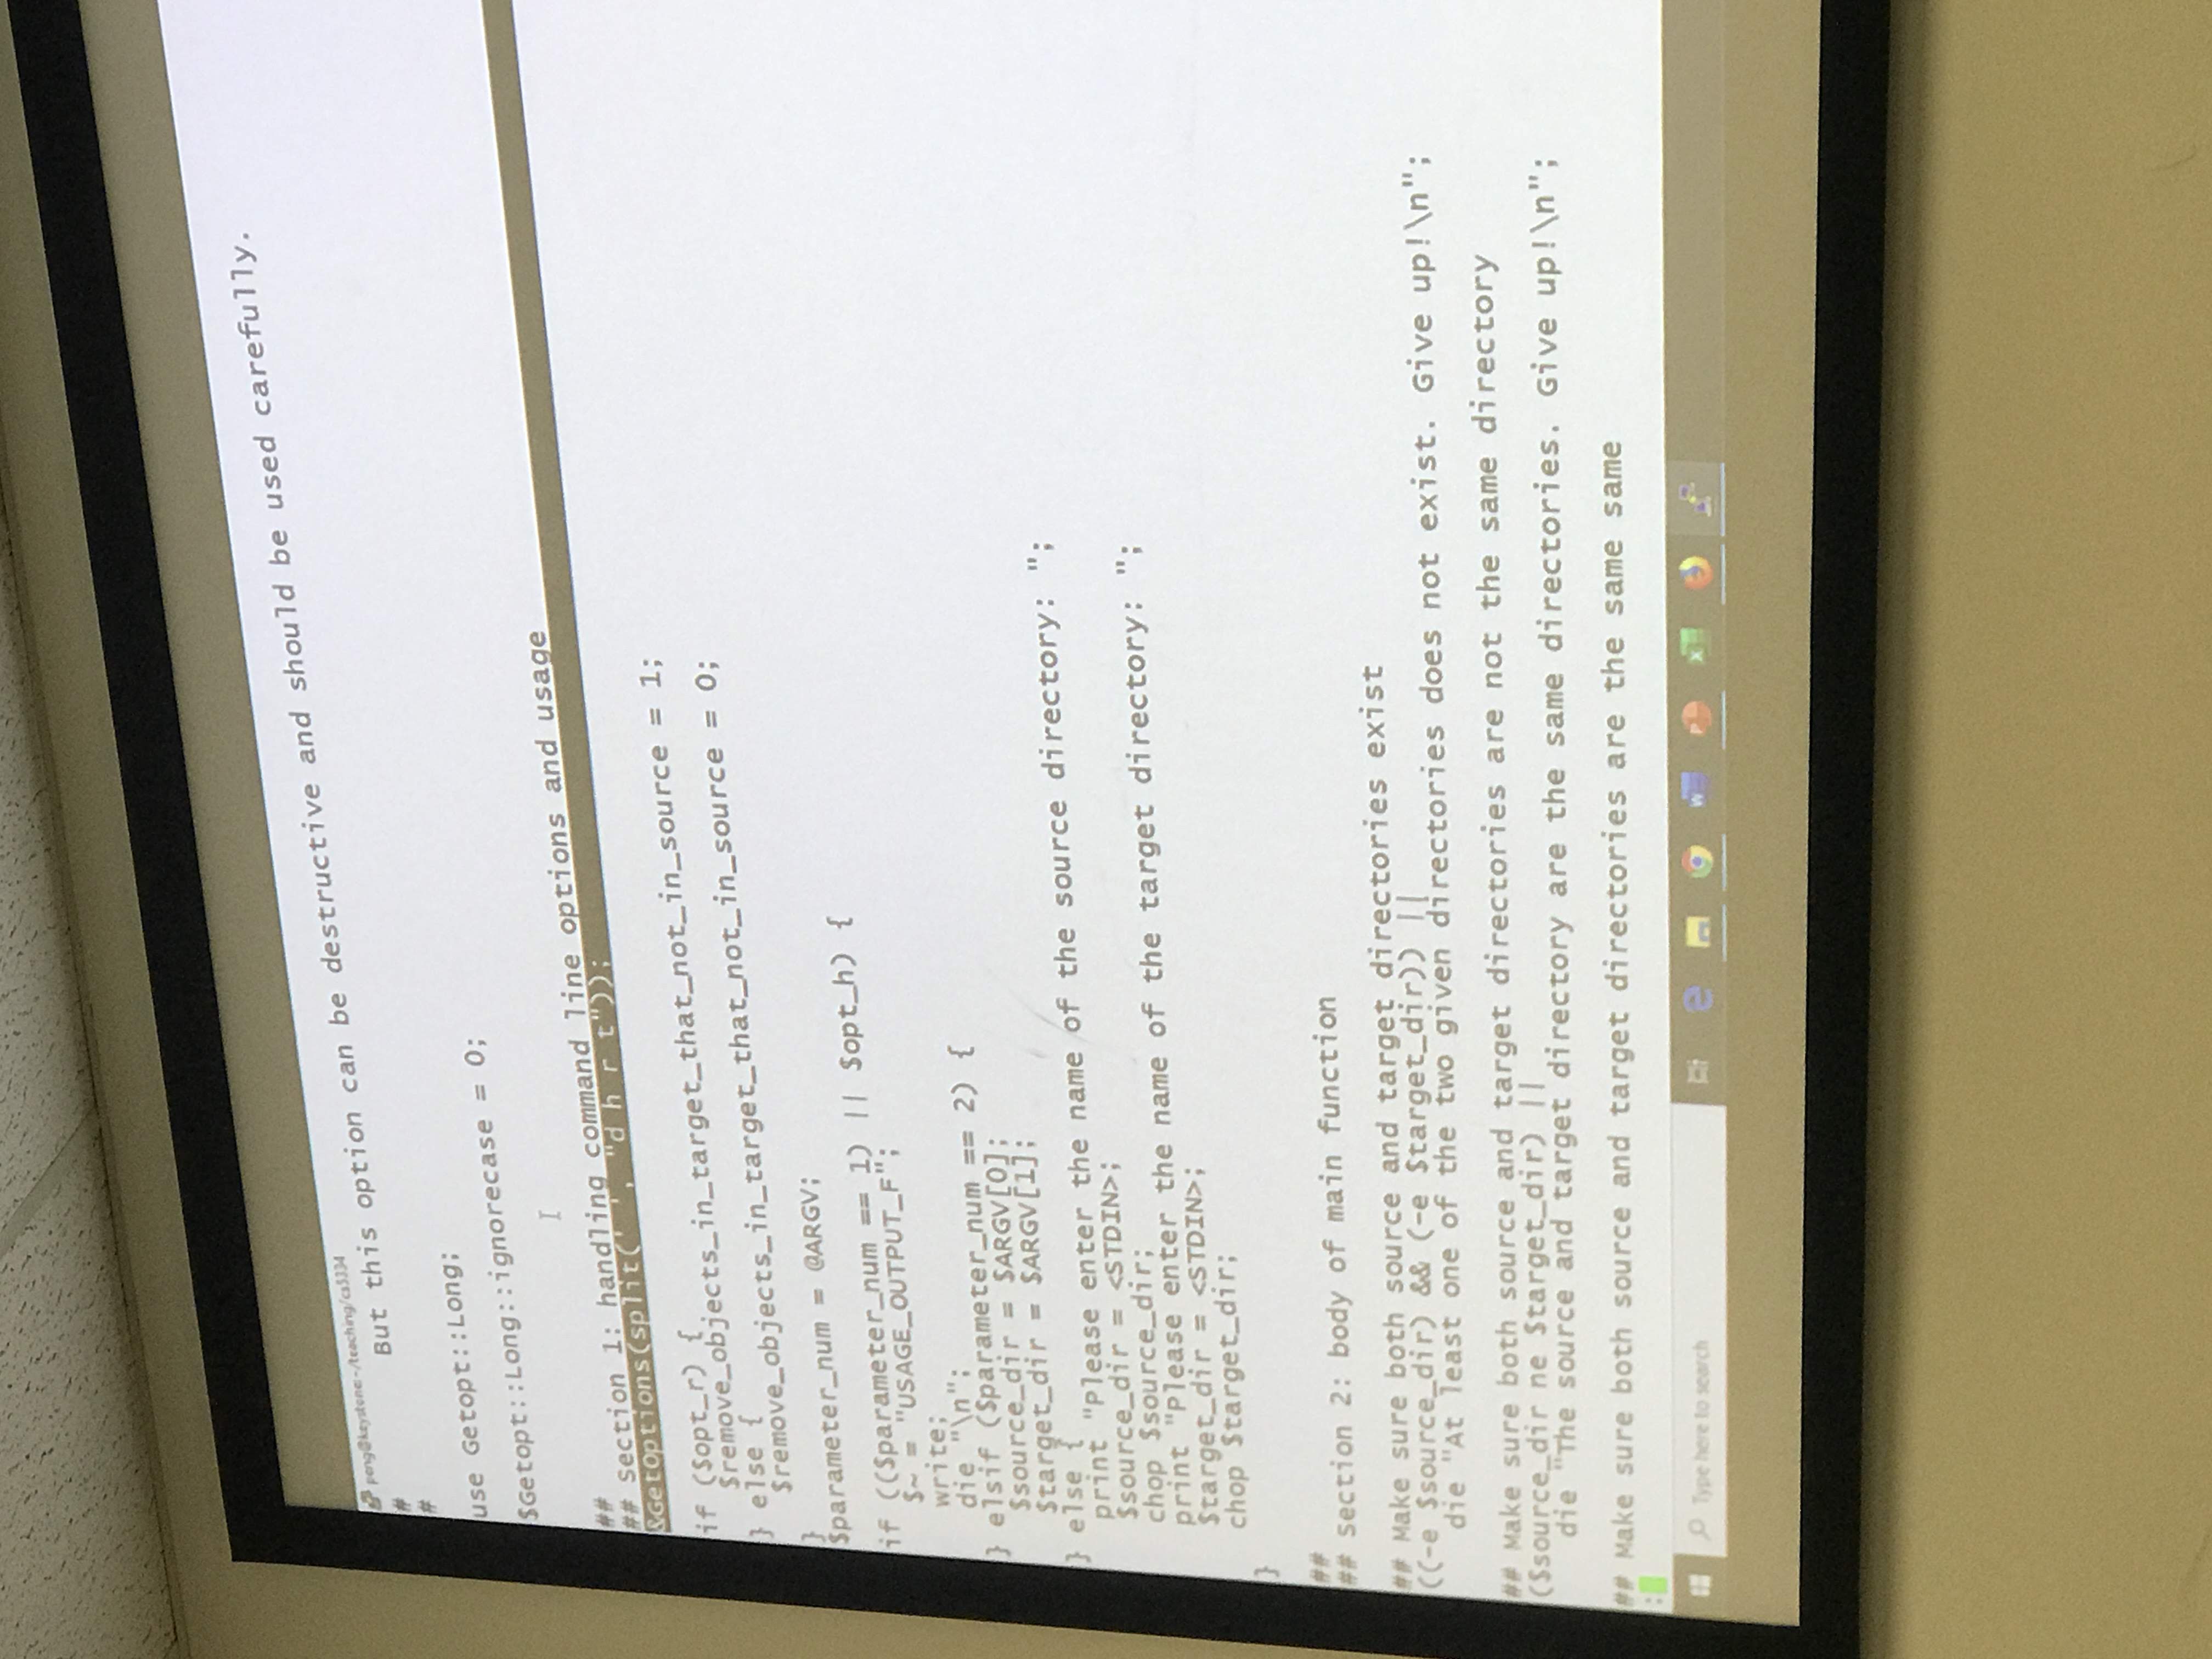 peng@keystone:~/teaching/cs5334
# But this option can be destructive and should be used carefully.
#
use Getopt::Long;
$Getopt::Long::ignorecase = 0;
##
## Section 1: handling command line options and usage
&GetOptions(split(' ', "d h r t"));
if ($opt_r) {
$remove_objects_in_target_that_not_in_source = 1;
} else {
$remove_objects_in_target_that_not_in_source = 0;
}
$parameter_num = @ARGV;
if (($parameter_num == 1) || $opt_h) {
$~ = "USAGE_OUTPUT_F";
write;
die "\n";
} elsif ($parameter_num == 2) {
$source_dir = $ARGV[0];
$target_dir = $ARGV[1];
} else {
print "Please enter the name of the source directory: ";
$source_dir = <STDIN>;
chop $source_dir;
print "Please enter the name of the target directory: ";
$target_dir = <STDIN>;
chop $target_dir;
}
##
## Section 2: body of main function
## Make sure both source and target directories exist
((-e $source_dir) && (-e $target_dir)) ||
die "At least one of the two given directories does not exist. Give up!\n";
## Make sure both source and target directories are not the same directory
($source_dir ne $target_dir) ||
die "The source and target directory are the same directories. Give up!\n";
## Make sure both source and target directories are the same same
:
Type here to search